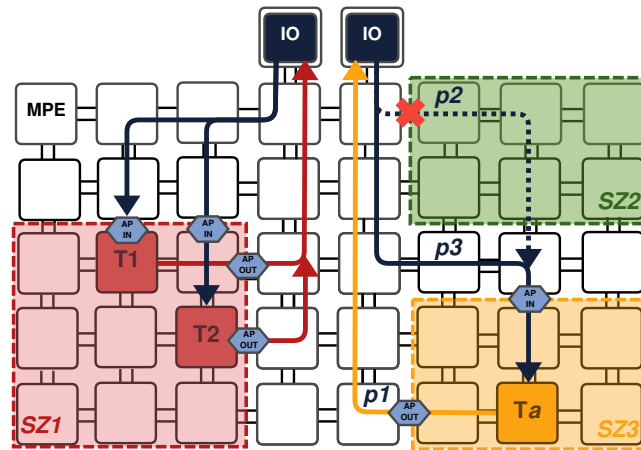 IO
IO
MPE
p2
SZ2
AP
IN
AP
IN
T1
AP
OUT
p3
AP
IN
T2
AP
OUT
p1
AP
OUT
Ta
SZ1
SZ3